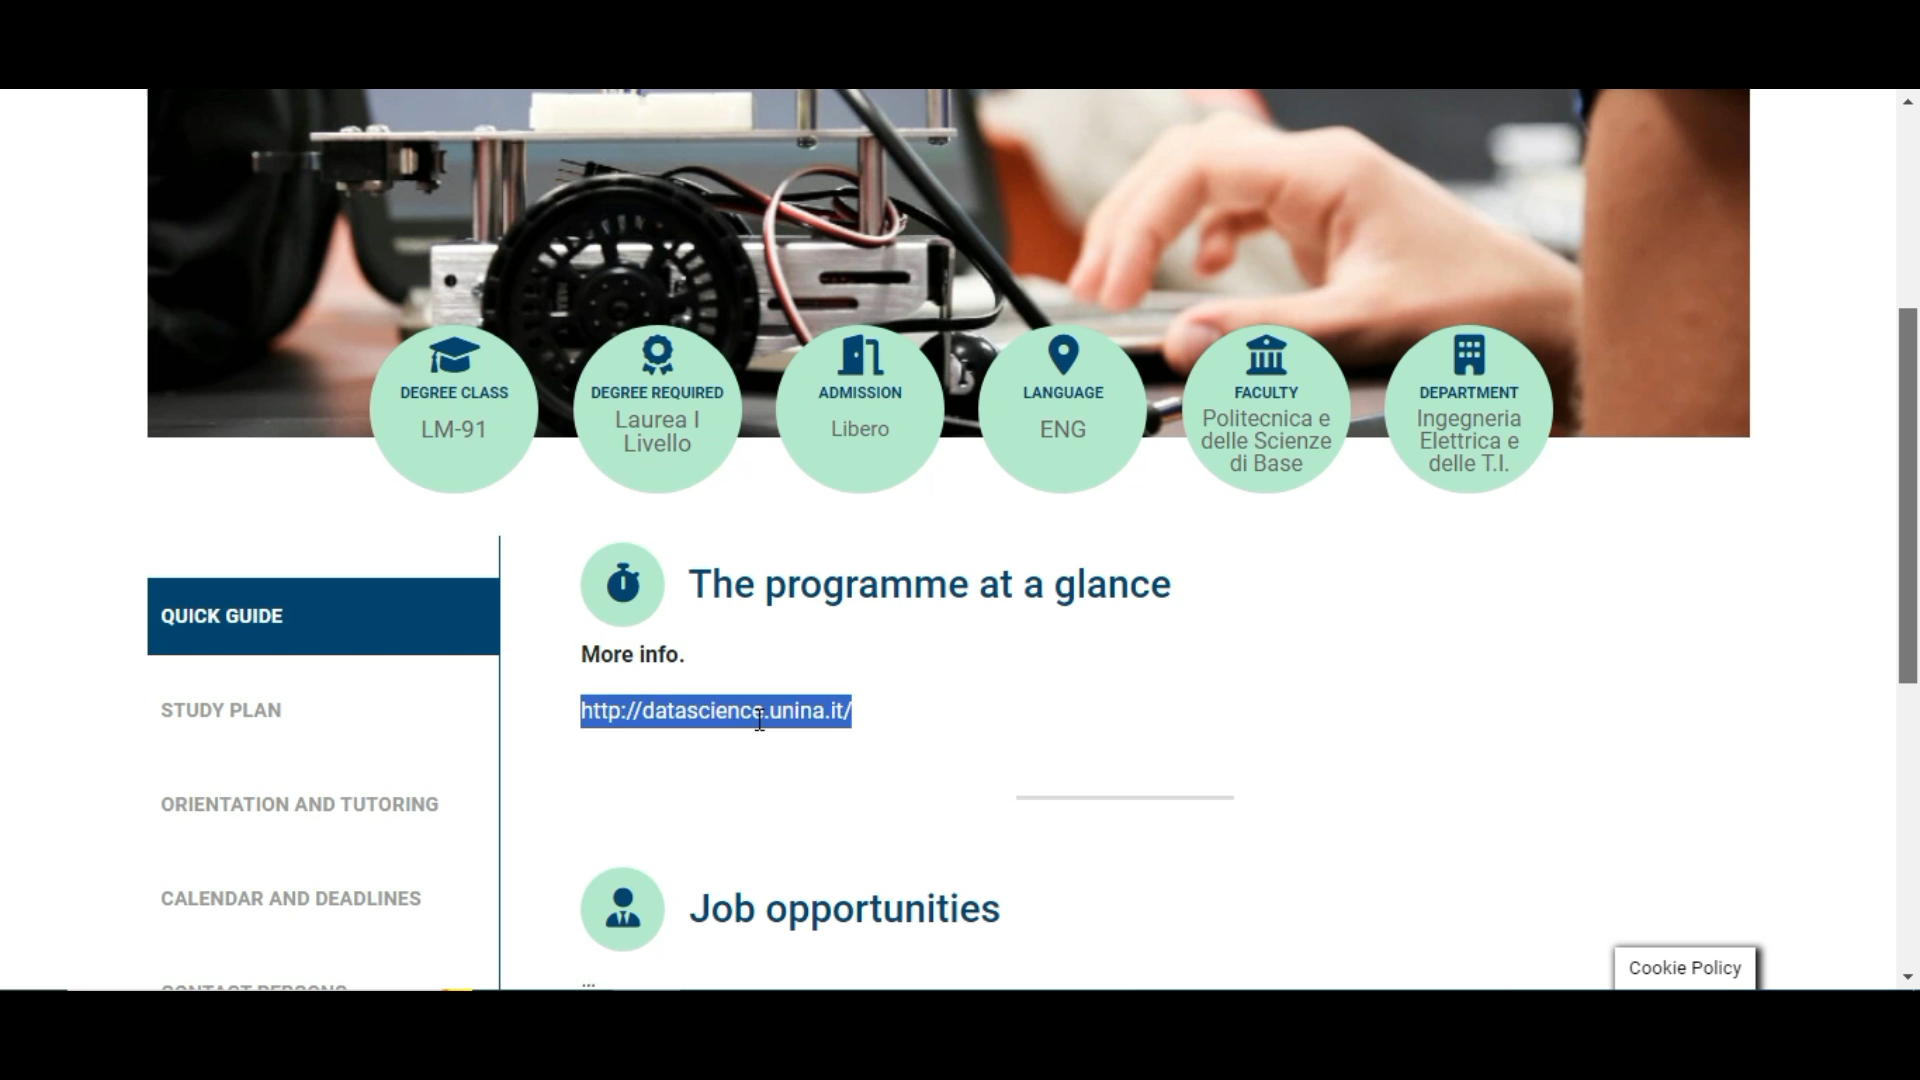 DEGREE CLASS
LM-91
DEGREE REQUIRED
Laurea I
Livello
ADMISSION
Libero
LANGUAGE
ENG
FACULTY
Politecnica e
delle Scienze
di Base
DEPARTMENT
Ingegneria
Elettrica e
delle T.I.
QUICK GUIDE
STUDY PLAN
ORIENTATION AND TUTORING
CALENDAR AND DEADLINES
CONTACT PERSONS
The programme at a glance
More info.
http://datascience.unina.it/
Job opportunities
...
Cookie Policy